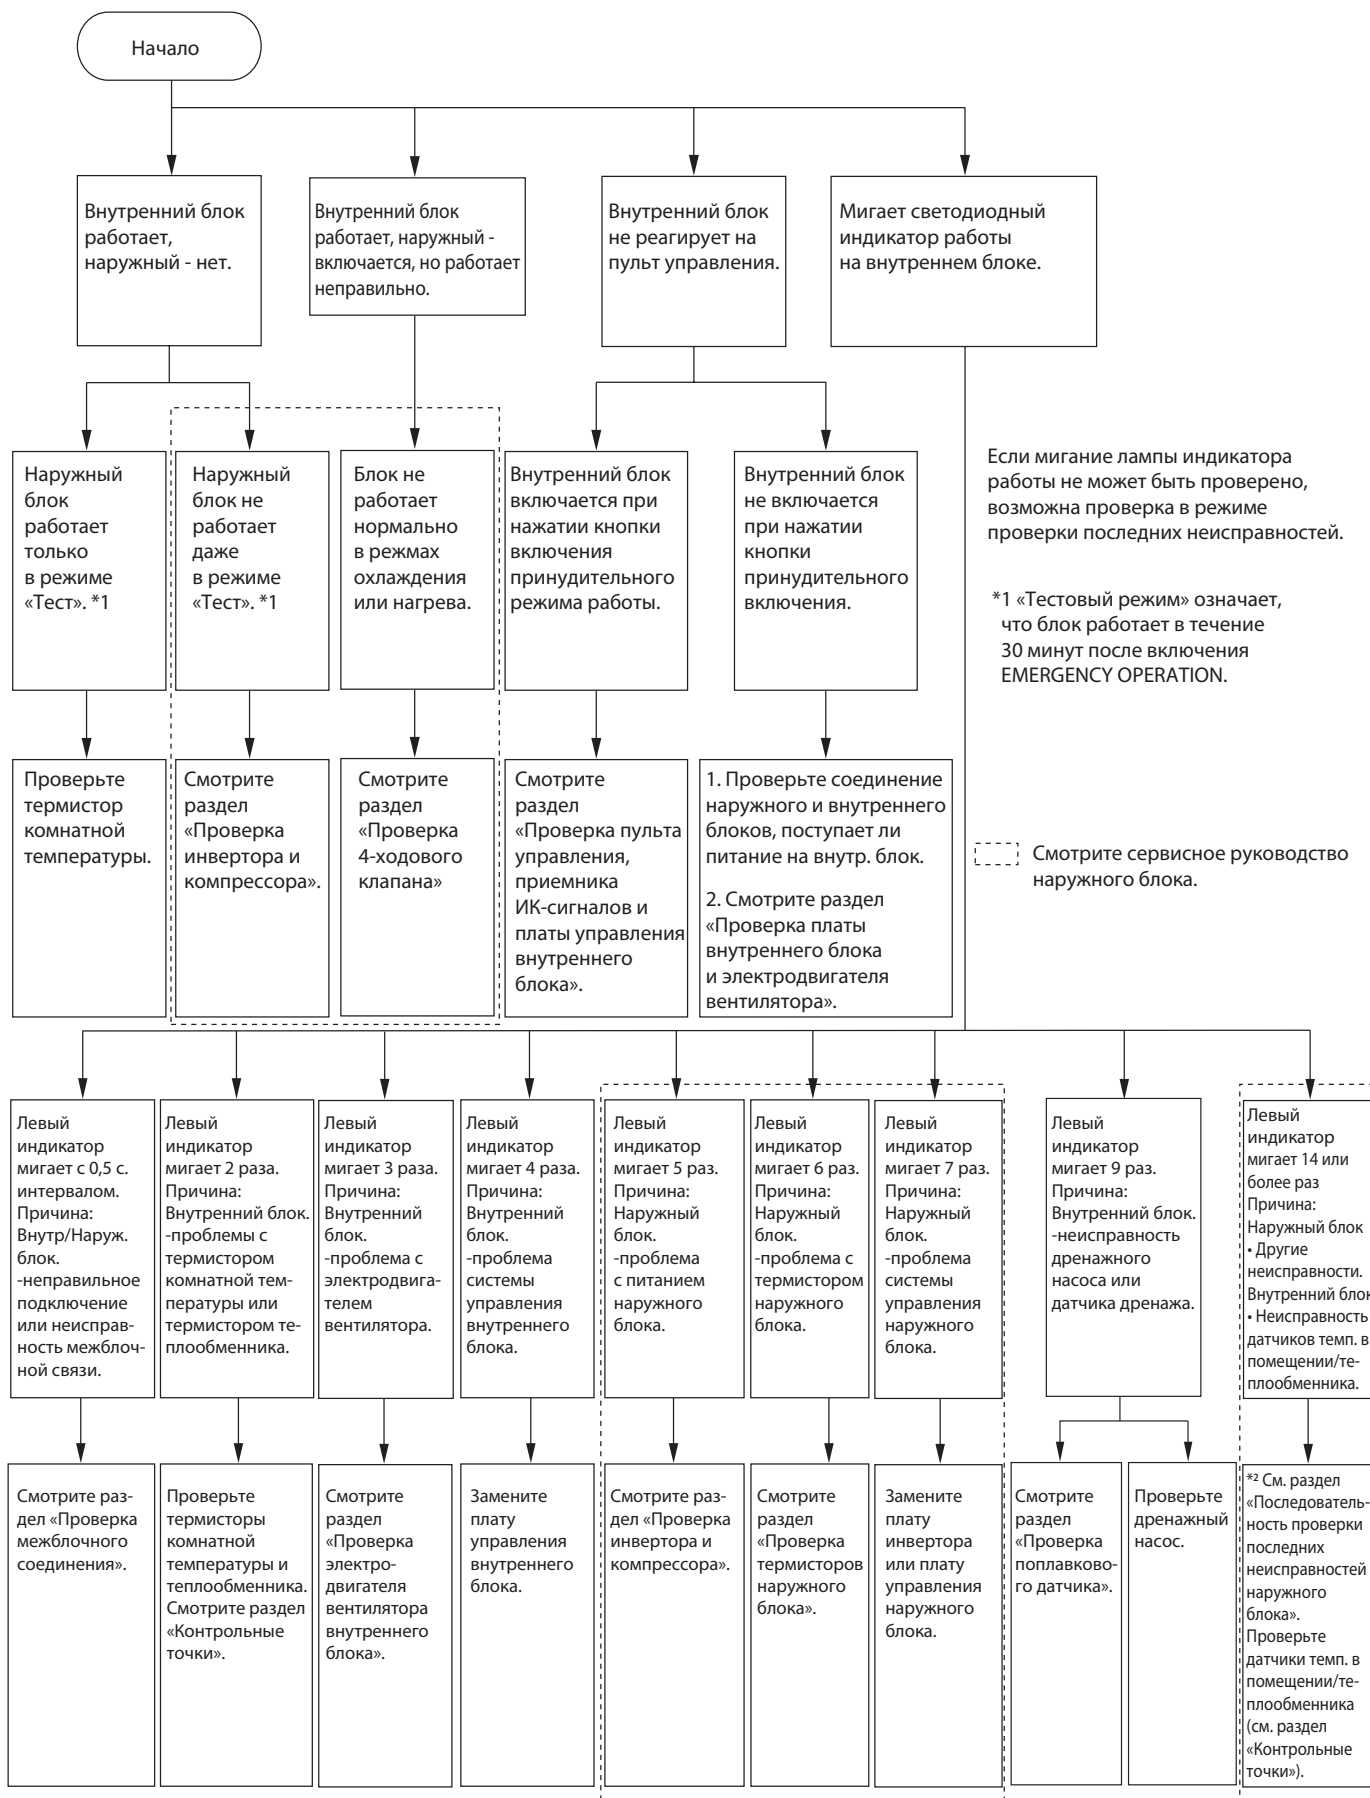 Начало
Внутренний блок
работает,
наружный - нет.
Внутренний блок
работает, наружный -
включается, но работает
неправильно.
Внутренний блок
не реагирует на
пульт управления.
Мигает светодиодный
индикатор работы
на внутреннем блоке.
Наружный
блок
работает
только
в режиме
«Тест». *1
Наружный
блок не
работает
даже
в режиме
«Тест». *1
Блок не
работает
нормально
в режмах
охлаждения
или нагрева.
Внутренний блок
включается при
нажатии кнопки
включения
принудительного
режима работы.
Внутренний блок
не включается
при нажатии
кнопки
принудительного
включения.
Если мигание лампы индикатора
работы не может быть проверено,
возможна проверка в режиме
проверки последних неисправностей.
*1 «Тестовый режим» означает,
что блок работает в течение
30 минут после включения
EMERGENCY OPERATION.
Проверьте
термистор
комнатной
температуры.
Смотрите
раздел
«Проверка
инвертора и
компрессора».
Смотрите
раздел
«Проверка
4-ходового
клапана»
Смотрите
раздел
«Проверка пульта
управления,
приемника
ИК-сигналов и
платы управления
внутреннего
блока».
1. Проверьте соединение
наружного и внутреннего
блоков, поступает ли
питание на внутр. блок.
2. Смотрите раздел
«Проверка платы
внутреннего блока
и электродвигателя
вентилятора».
Смотрите сервисное руководство
наружного блока.
Левый
индикатор
мигает с 0,5 с.
интервалом.
Причина:
Внутр/Наруж.
блок.
-неправильное
подключение
или неисправ-
ность межблоч-
ной связи.
Левый
индикатор
мигает 2 раза.
Причина:
Внутренний блок.
-проблемы с
термистором
комнатной тем-
пературы или
термистором те-
плообменника.
Левый
индикатор
мигает 3 раза.
Причина:
Внутренний
блок.
-проблема с
электродвига-
телем
вентилятора.
Левый
индикатор
мигает 4 раза.
Причина:
Внутренний
блок.
-проблема
системы
управления
внутреннего
блока.
Левый
индикатор
мигает 5 раз.
Причина:
Наружный
блок.
-проблема
с питанием
наружного
блока.
Левый
индикатор
мигает 6 раз.
Причина:
Наружный
блок.
-проблема с
термистором
наружного
блока.
Левый
индикатор
мигает 7 раз.
Причина:
Наружный
блок.
-проблема
системы
управления
наружного
блока.
Левый
индикатор
мигает 9 раз.
Причина:
Внутренний блок.
-неисправность
дренажного
насоса или
датчика дренажа.
Левый
индикатор
мигает 14 или
более раз
Причина:
Наружный блок
• Другие
неисправности.
Внутренний блок
• Неисправность
датчиков темп. в
помещении/те-
плообменника.
Смотрите раз-
дел «Проверка
межблочного
соединения».
Проверьте
термисторы
комнатной
температуры и
теплообменника.
Смотрите раздел
«Контрольные
точки».
Смотрите
раздел
«Проверка
электро-
двигателя
вентилятора
внутреннего
блока».
Замените
плату
управления
внутреннего
блока.
Смотрите раз-
дел «Проверка
инвертора и
компрессора».
Смотрите
раздел
«Проверка
термисторов
наружного
блока».
Замените
плату
инвертора
или плату
управления
наружного
блока.
Смотрите
раздел
«Проверка
поплавково-
го датчика».
Проверьте
дренажный
насос.
*² См. раздел
«Последователь-
ность проверки
последних
неисправностей
наружного
блока».
Проверьте
датчики темп. в
помещении/те-
плообменника
(см. раздел
«Контрольные
точки»).